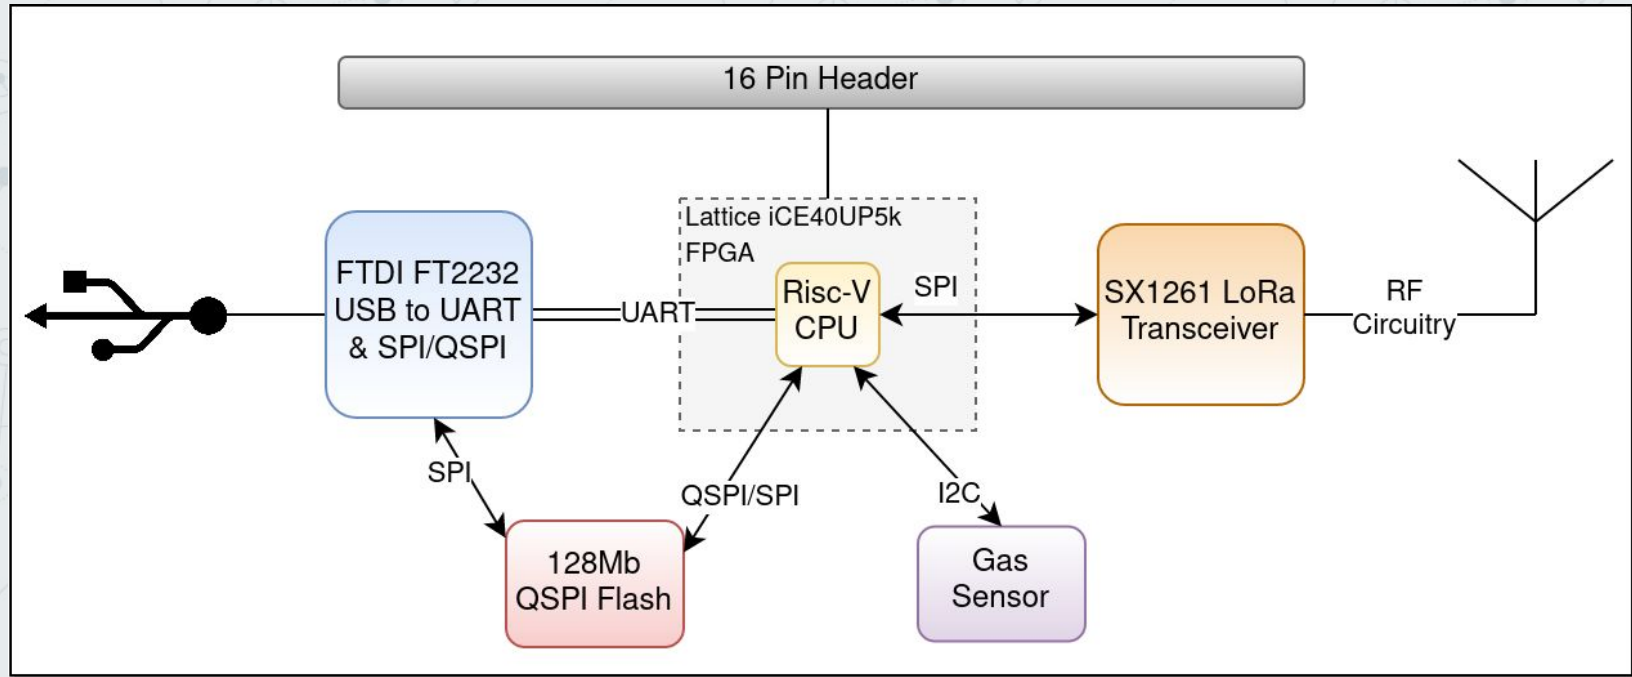 16 Pin Header
Lattice iCE40UP5k
FPGA
FTDI FT2232
USB to UART
& SPI/QSPI
UART
Risc-V
CPU
SPI
SX1261 LoRa
Transceiver
RF
Circuitry
SPI
QSPI/SPI
I2C
128Mb
QSPI Flash
Gas
Sensor